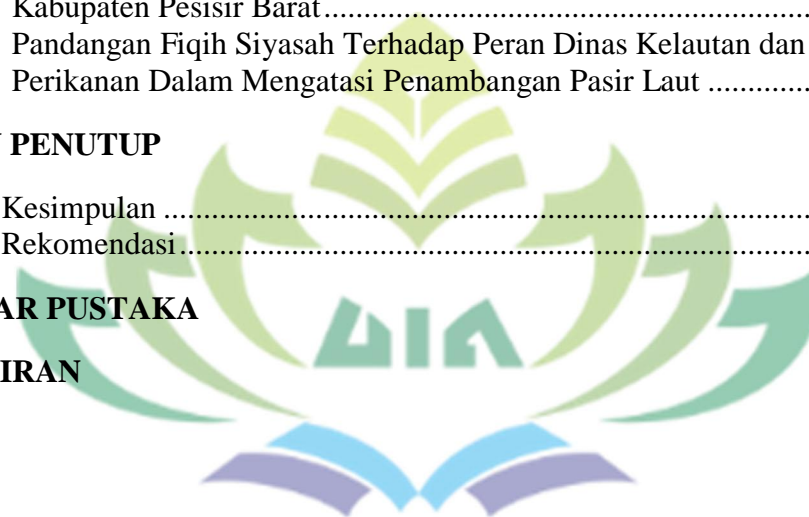 Kabupaten Pesisir Barat.............................................................
Pandangan Fiqih Siyasah Terhadap Peran Dinas Kelautan dan
Perikanan Dalam Mengatasi Penambangan Pasir Laut ..............
PENUTUP
Kesimpulan ...................................................................................
Rekomendasi.................................................................................
AR PUSTAKA
IRAN
UIN